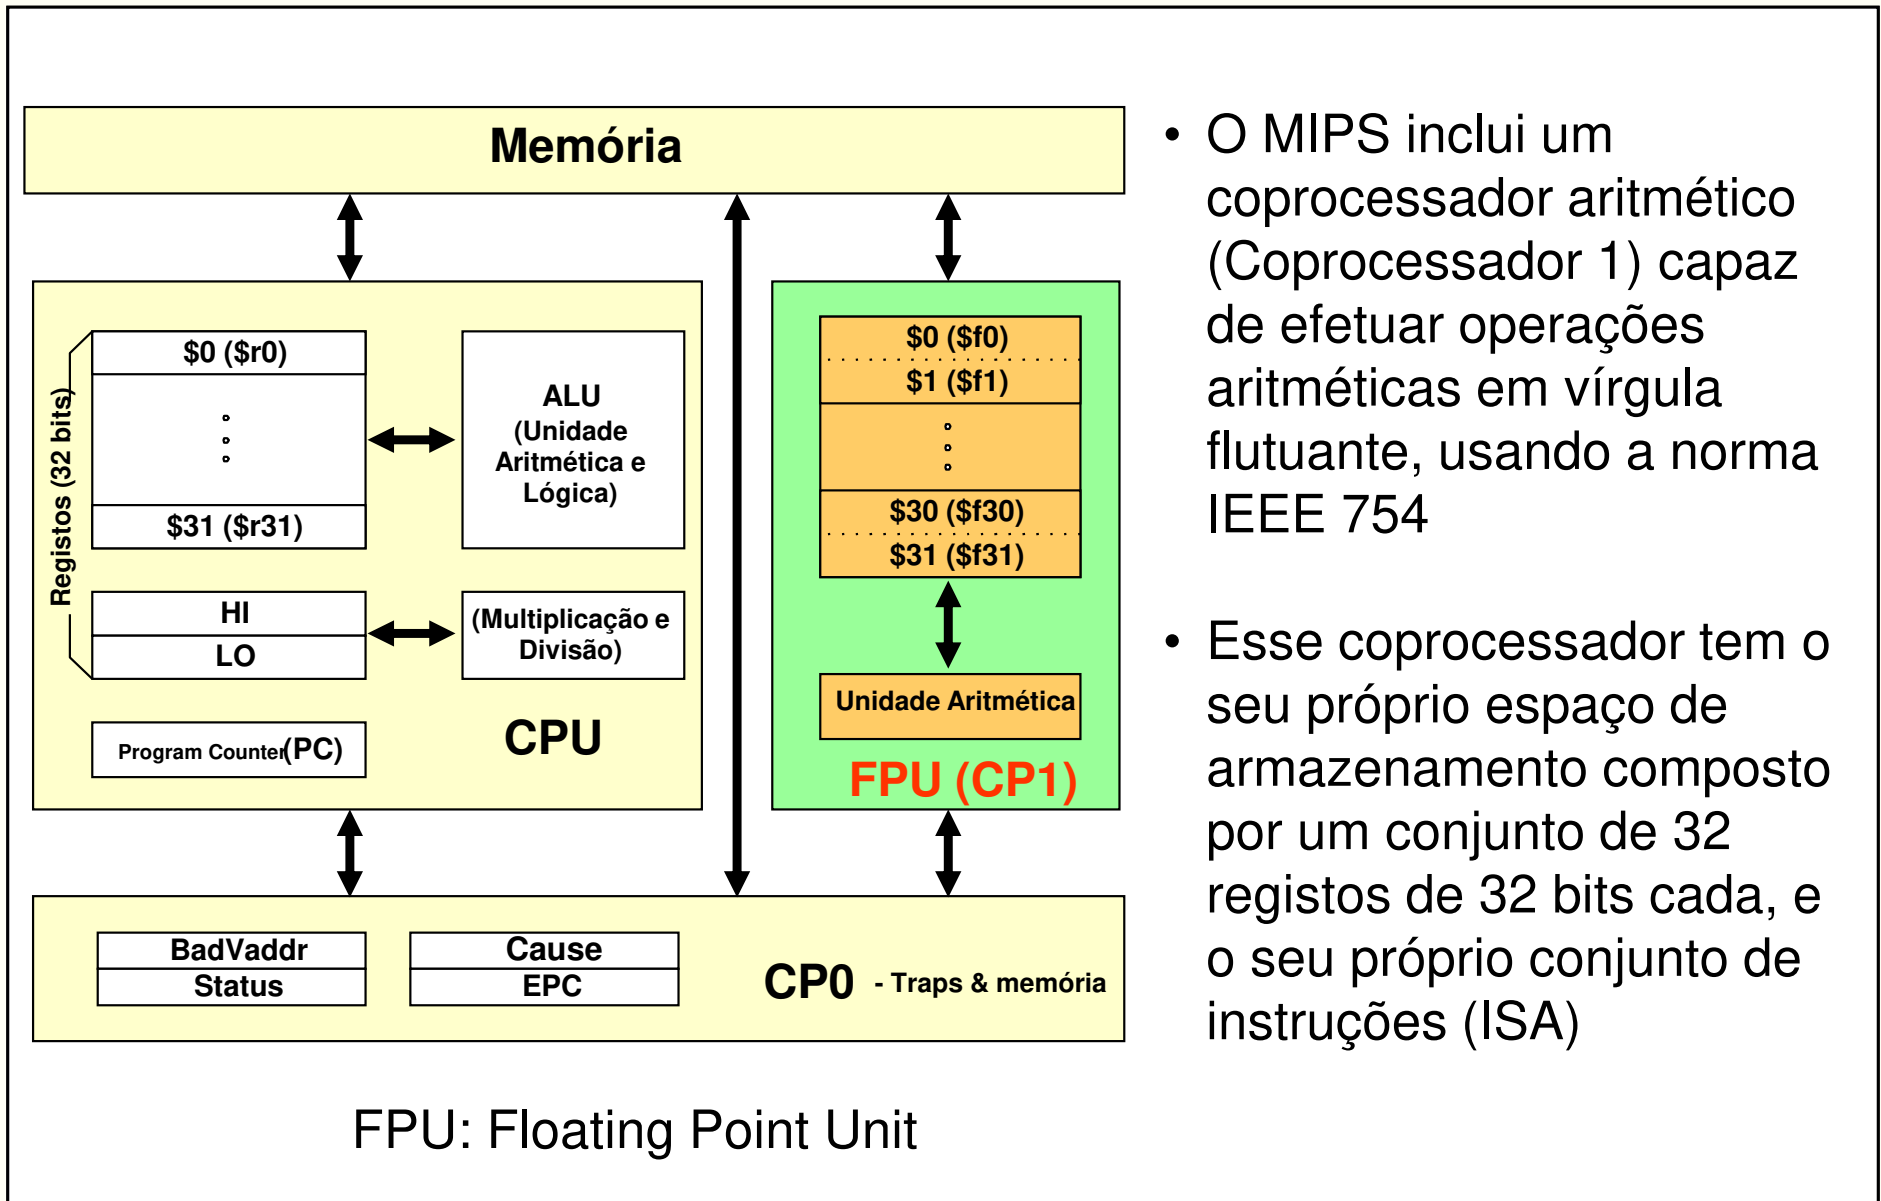 Memória
Registos (32 bits)
$0 ($r0)
$31 ($r31)
ALU
(Unidade
Aritmética e
Lógica)
HI
LO
(Multiplicação e
Divisão)
Program Counter(PC)
CPU
$0 ($f0)
$1 ($f1)
$30 ($f30)
$31 ($f31)
Unidade Aritmética
FPU (CP1)
BadVaddr
Status
Cause
EPC
CP0 - Traps & memória
FPU: Floating Point Unit
• O MIPS inclui um
coprocessador aritmético
(Coprocessador 1) capaz
de efetuar operações
aritméticas em vírgula
flutuante, usando a norma
IEEE 754
• Esse coprocessador tem o
seu próprio espaço de
armazenamento composto
por um conjunto de 32
registos de 32 bits cada, e
o seu próprio conjunto de
instruções (ISA)